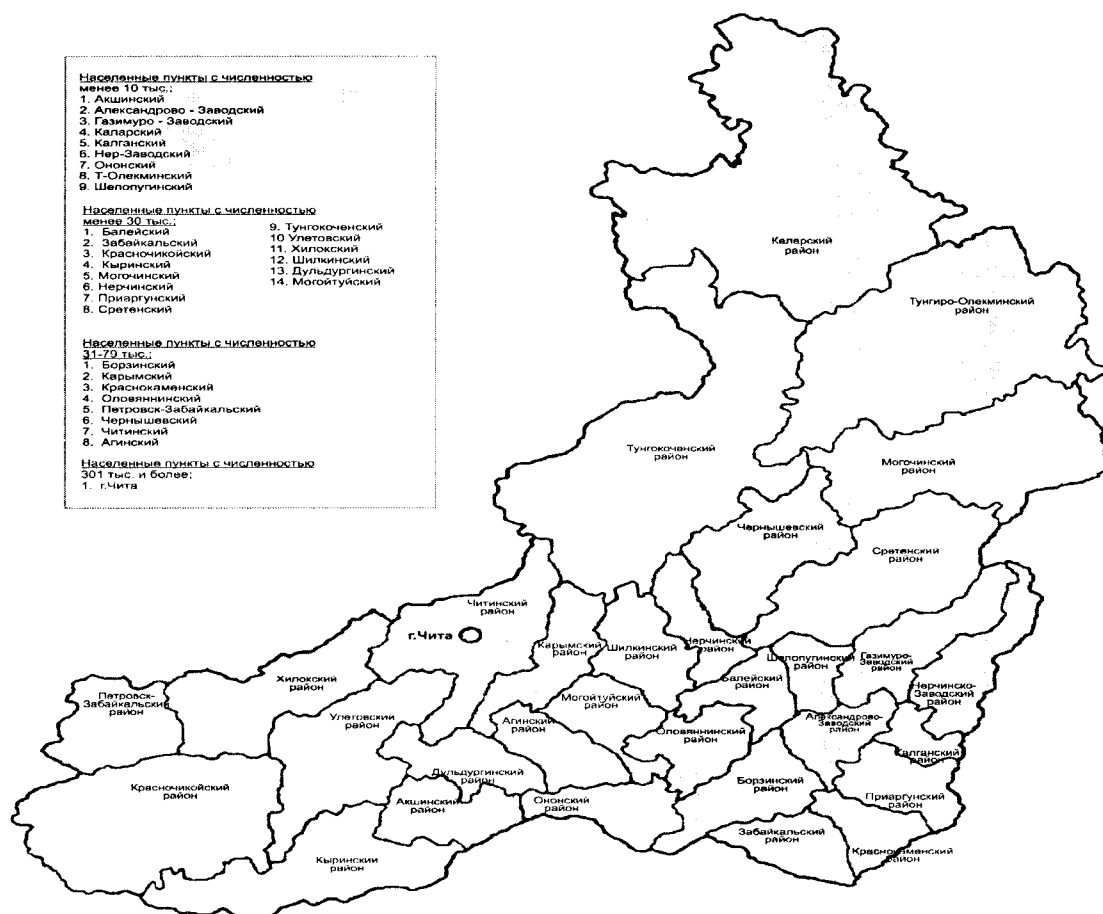 Населенные пункты с численностью
менее 10 тыс.;
1. Акшинский
2. Александрово - Заводский
3. Газимуро - Заводский
4. Каларский
5. Калганский
6. Нер-Заводский
7. Ононский
8. Т-Олекминский
9. Шелопугинский
Населенные пункты с численностью
менее 30 тыс.;
1. Балейский
2. Забайкальский
3. Красночикойский
4. Кыринский
5. Могочинский
6. Нерчинский
7. Приаргунский
8. Сретенский
9. Тунгокоченский
10 Улетовский
11. Хилокский
12. Шилкинский
13. Дульдургинский
14. Могойтуйский
Населенные пункты с численностью
31-79 тыс.;
1. Борзинский
2. Карымский
3. Краснокаменский
4. Оловяннинский
5. Петровск-Забайкальский
6. Чернышевский
7. Читинский
8. Агинский
Населенные пункты с численностью
301 тыс. и более;
1. г.Чита
Каларский
район
Тунгиро-Олекминский
район
Тунгокоченский
район
Могочинский
район
Чернышевский
район
Сретенский
район
Читинский
район
г.Чита
Карымский
район
Шилкинский
район
Нерчинский
район
Шелопугинский
район
Газимуро-
Заводский
район
Балейский
район
Нерчинско-
Заводский
район
Хилокский
район
Петровск-
Забайкальский
район
Улетовский
район
Могойтуйский
район
Агинский
район
Оловяннинский
район
Александрово-
Заводский
район
Калганский
район
Дульдургинский
район
Красночикойский
район
Акшинский
район
Ононский
район
Борзинский
район
Приаргунский
район
Забайкальский
район
Краснокаменский
район
Кыринский
район